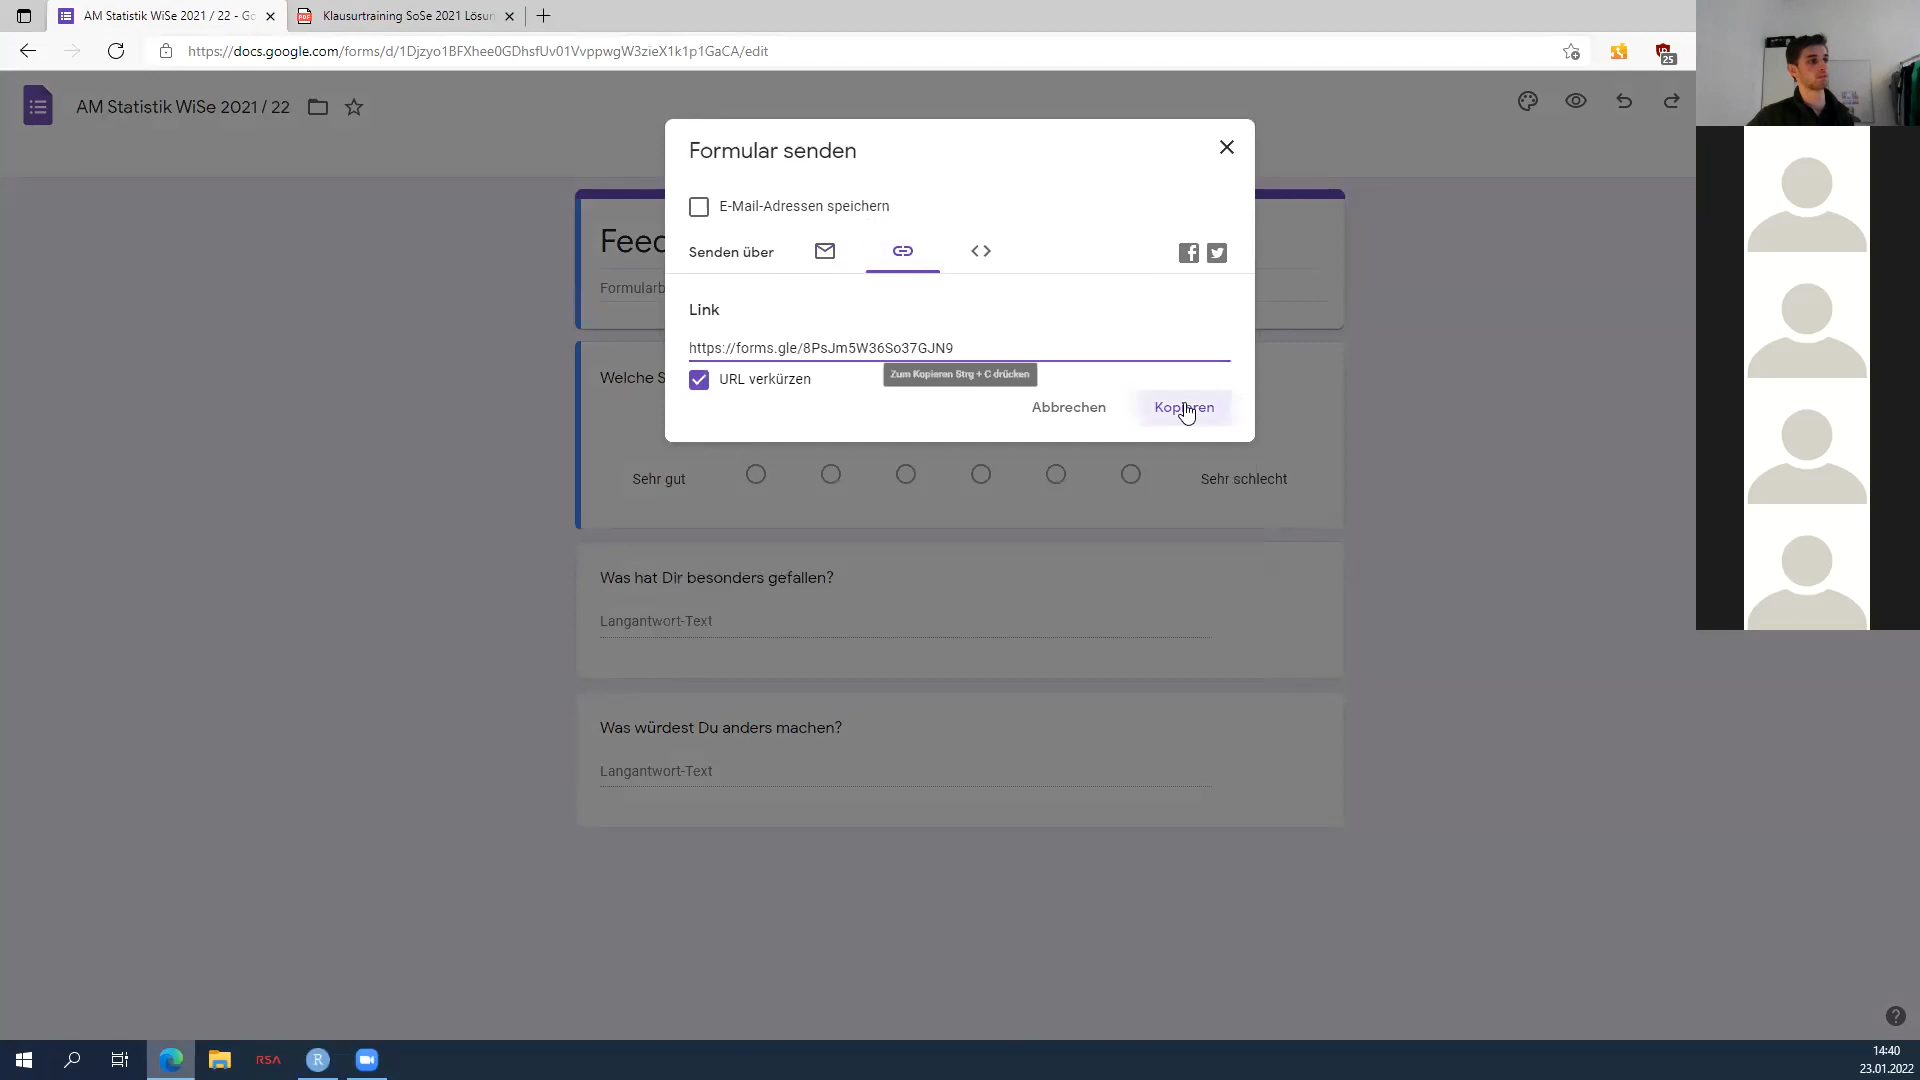 AM Statistik WiSe 2021 / 22 - Go
Klausurtraining SoSe 2021 Lösun
https://docs.google.com/forms/d/1Djzyo1BFXhee0GDhsfUv01VvppwgW3zieX1k1p1GaCA/edit
25
AM Statistik WiSe 2021 / 22
Formular senden
E-Mail-Adressen speichern
Feed
Senden über
Formularb
Link
https://forms.gle/8PsJm5W36So37GJN9
Zum Kopieren Strg + C drücken
Welche S
URL verkürzen
Abbrechen
Kopieren
Sehr gut
Sehr schlecht
Was hat Dir besonders gefallen?
Langantwort-Text
Was würdest Du anders machen?
Langantwort-Text
RSA
R
14:40
23.01.2022